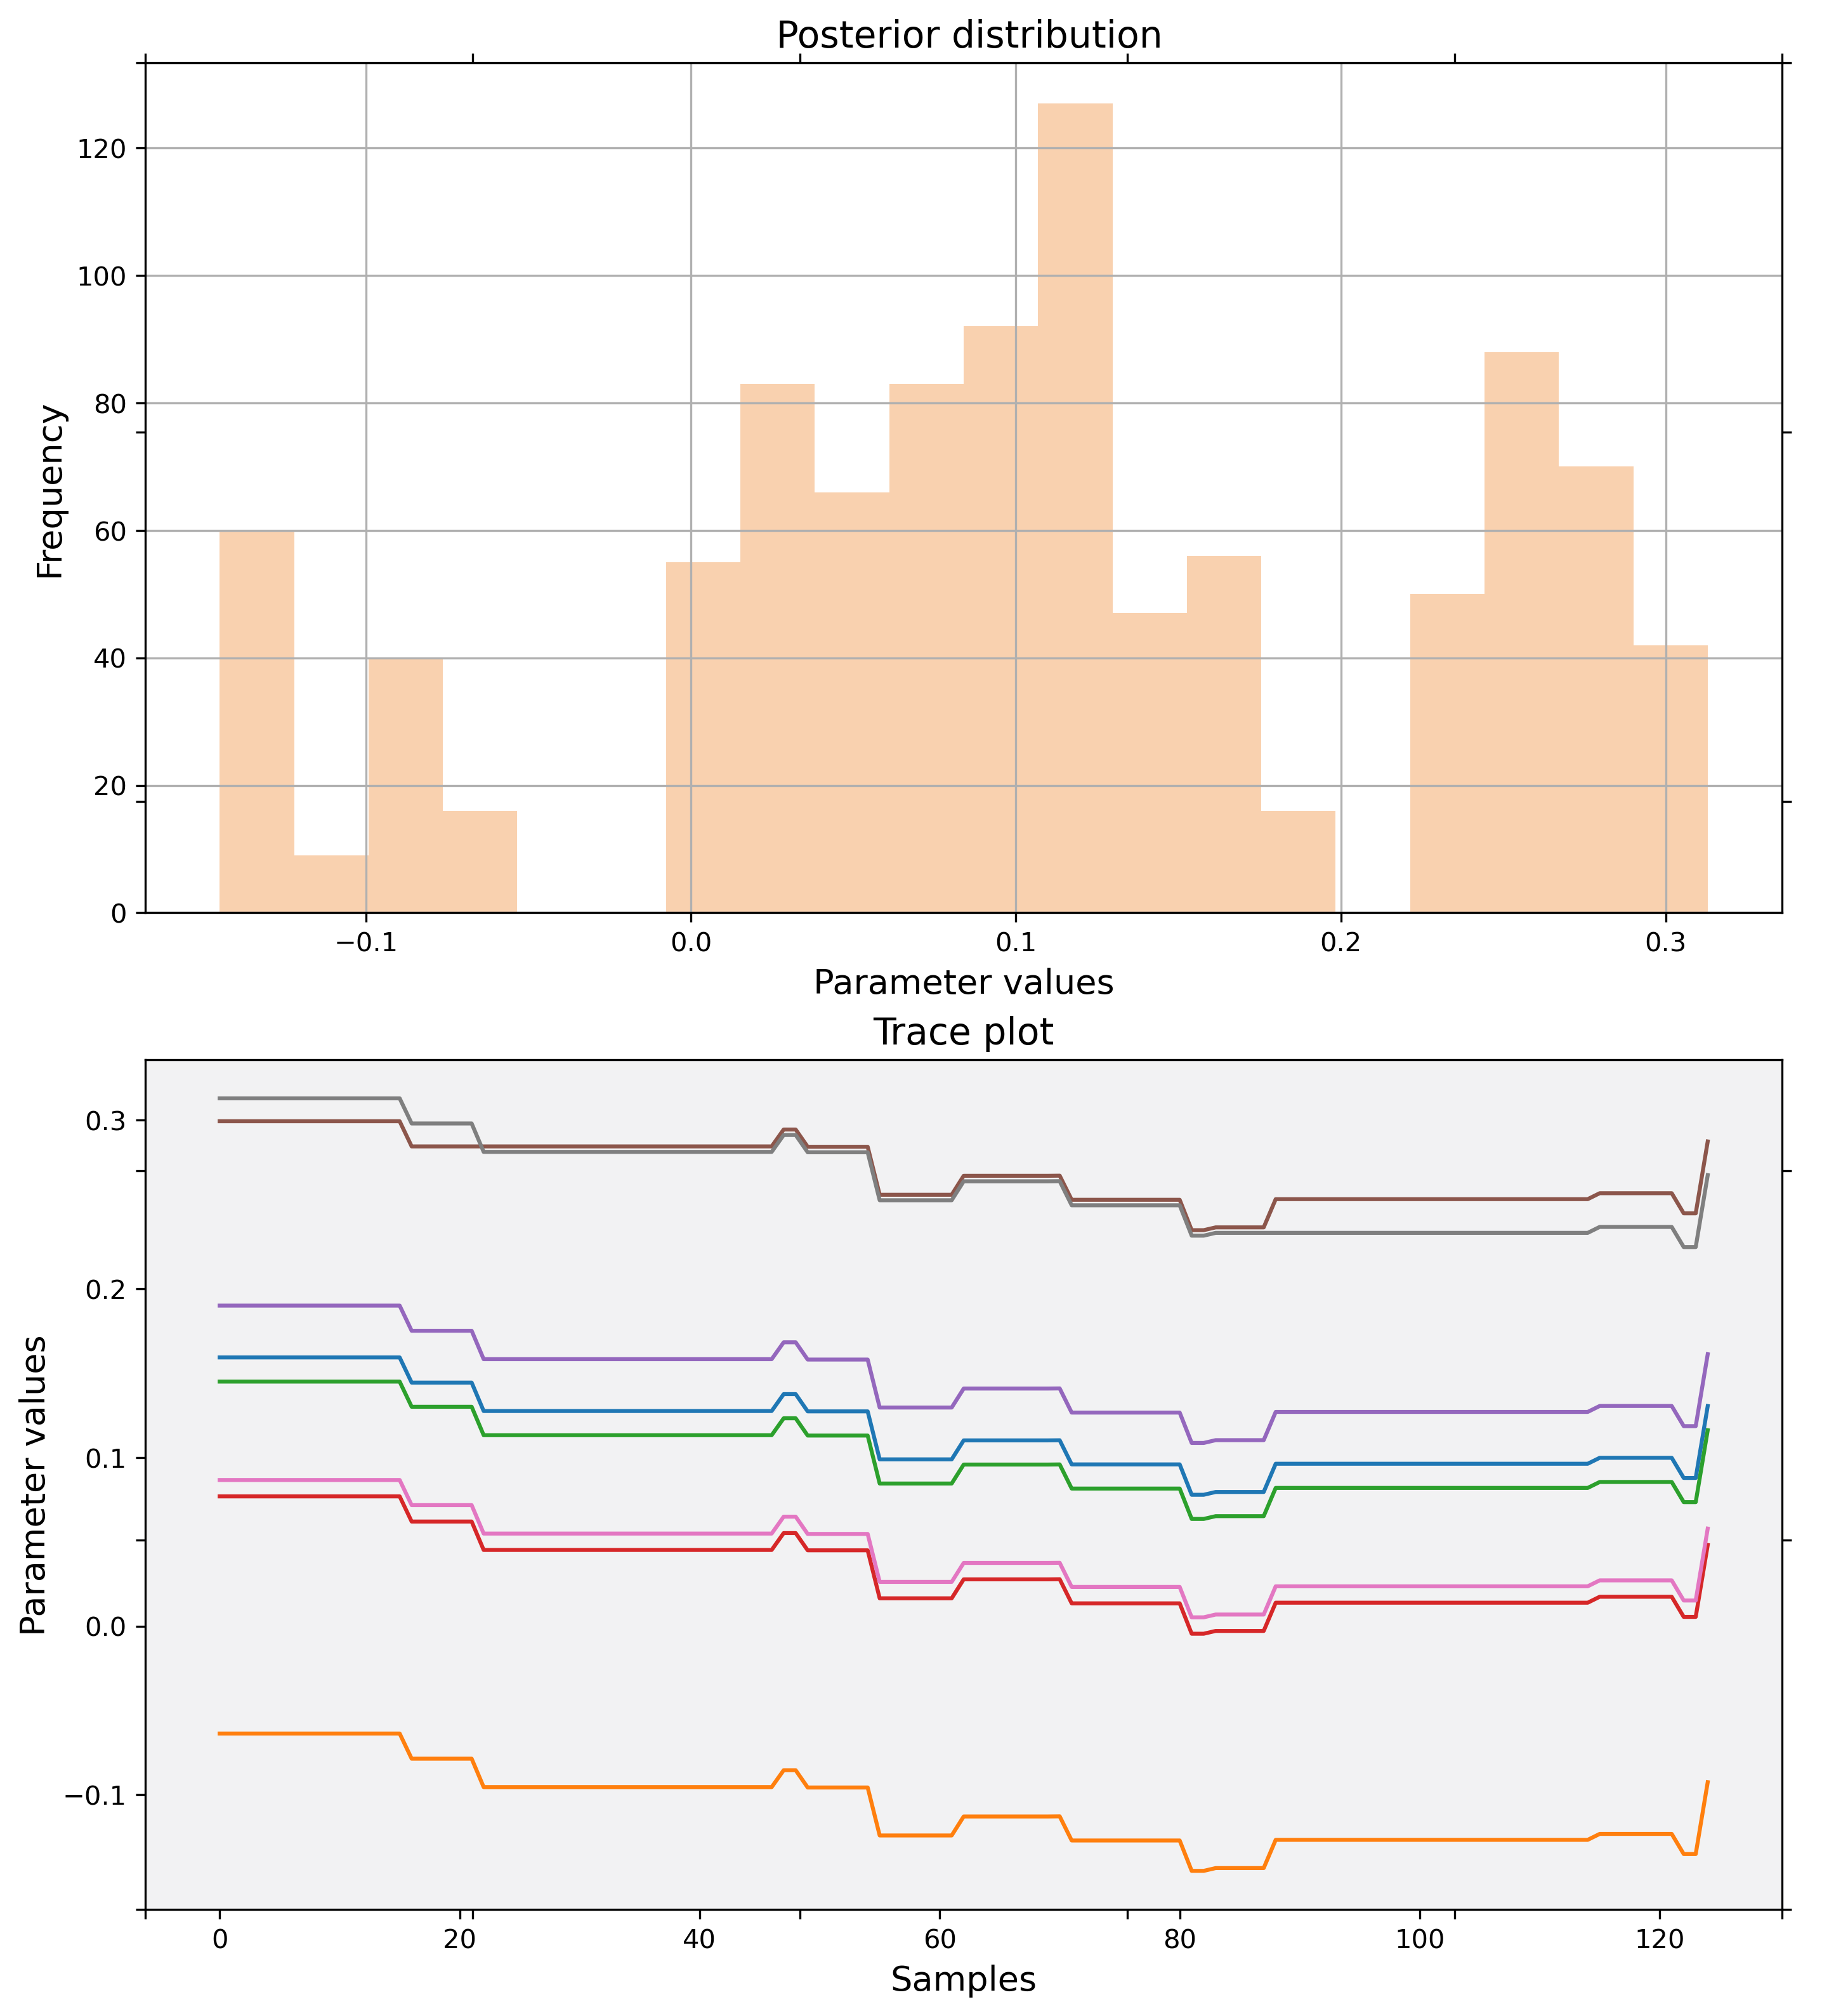 Posterior distribution
120
100
80
60
40
20
0
Frequency
−0.1 0.0 0.1 0.2 0.3
Parameter values
Trace plot
0.3
0.2
0.1
0.0
−0.1
Parameter values
0 20 40 60 80 100 120
Samples